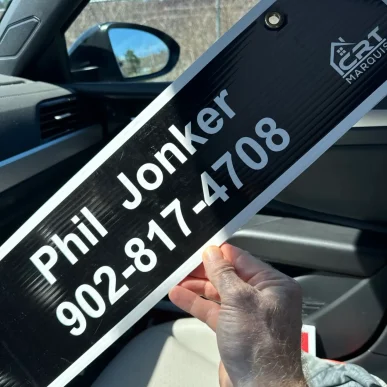 CRT
MARQUIS
Phil Jonker
902-817-4708